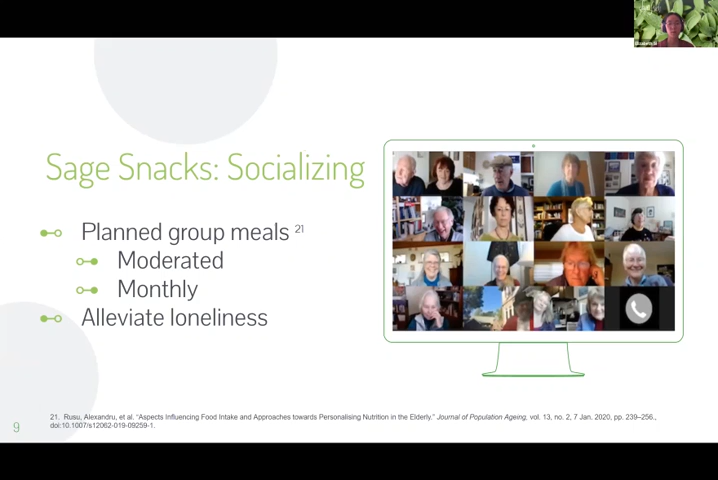 Sage Snacks: Socializing
Planned group meals 21
Moderated
Monthly
Alleviate loneliness
21. Rusu, Alexandru, et al. "Aspects Influencing Food Intake and Approaches towards Personalising Nutrition in the Elderly." Journal of Population Ageing, vol. 13, no. 2, 7 Jan, 2020, pp. 239–256.,
doi:10.1007/s12062-019-09259-1.
9